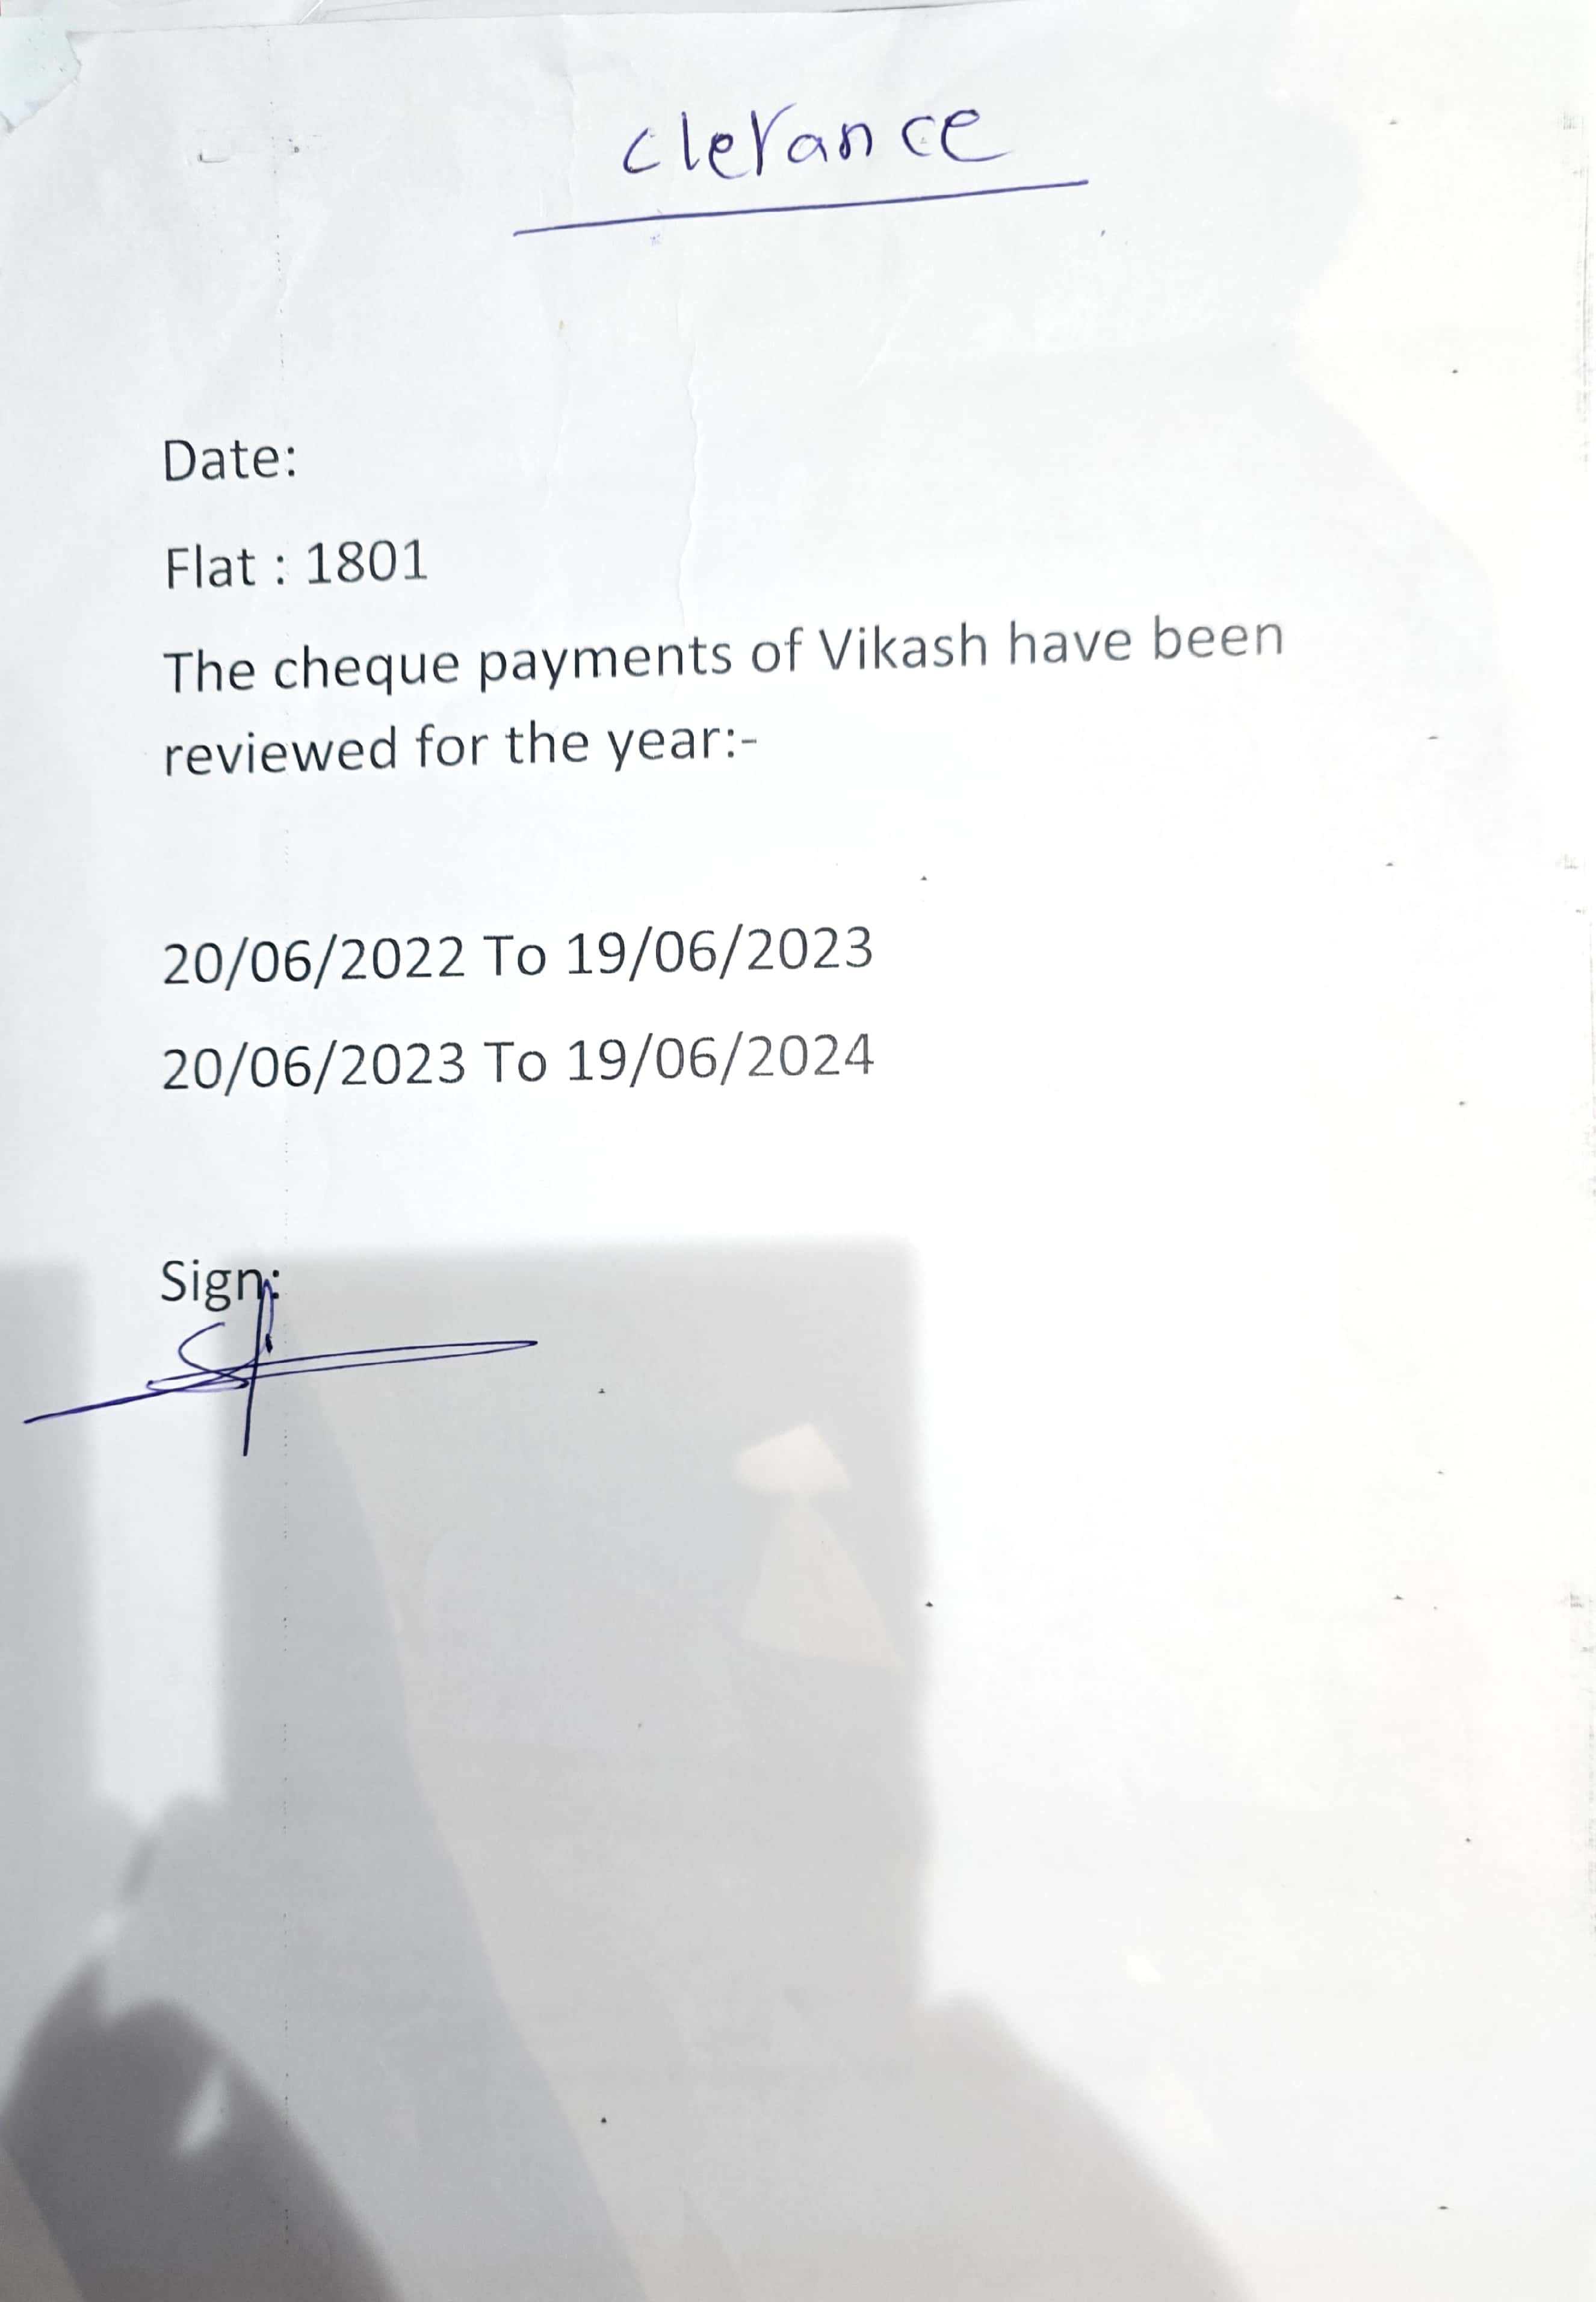 clerance
Date:
Flat : 1801
The cheque payments of Vikash have been
reviewed for the year:-
20/06/2022 To 19/06/2023
20/06/2023 To 19/06/2024
Sign: